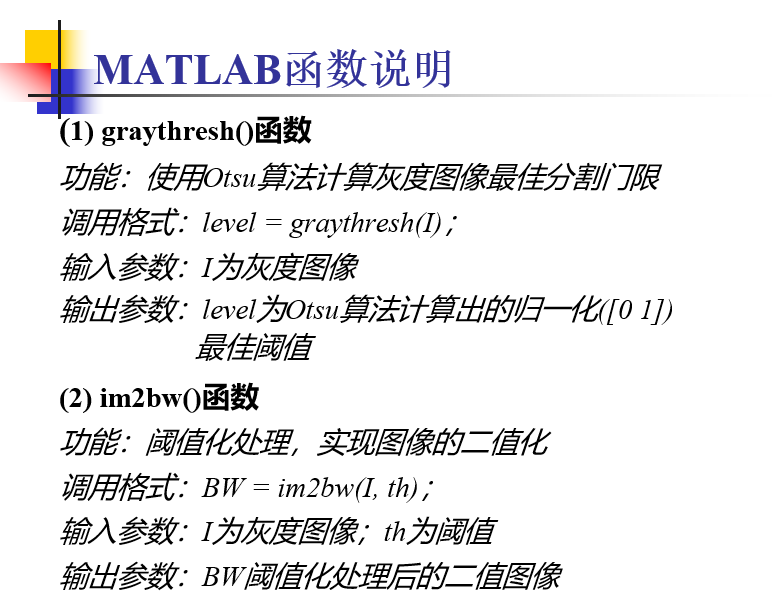 MATLAB函数说明
(1) graythresh()函数
功能：使用Otsu算法计算灰度图像最佳分割门限
调用格式：level = graythresh(I)；
输入参数：I为灰度图像
输出参数：level为Otsu算法计算出的归一化([0 1])
最佳阈值
(2) im2bw()函数
功能：阈值化处理，实现图像的二值化
调用格式：BW = im2bw(I, th)；
输入参数：I为灰度图像；th为阈值
输出参数：BW阈值化处理后的二值图像